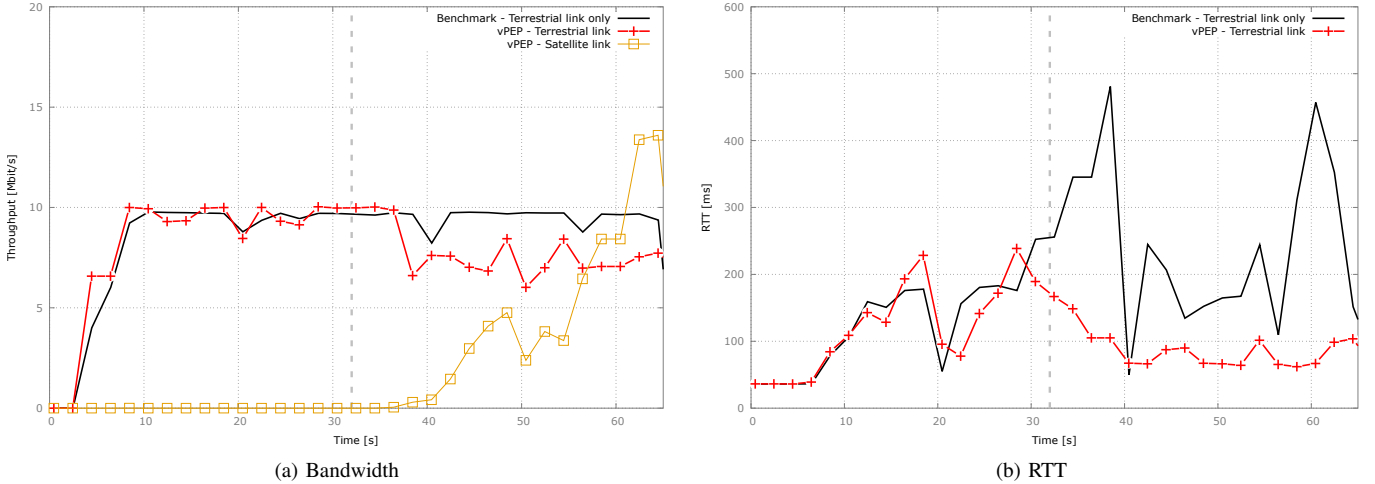 20
15
10
5
0
0
10
20
30
40
50
60
Throughput [Mbit/s]
Time [s]
Benchmark - Terrestrial link only
vPEP - Terrestrial link
vPEP - Satellite link
(a) Bandwidth
600
500
400
300
200
100
0
0
10
20
30
40
50
60
RTT [ms]
Time [s]
Benchmark - Terrestrial link only
vPEP - Terrestrial link
(b) RTT